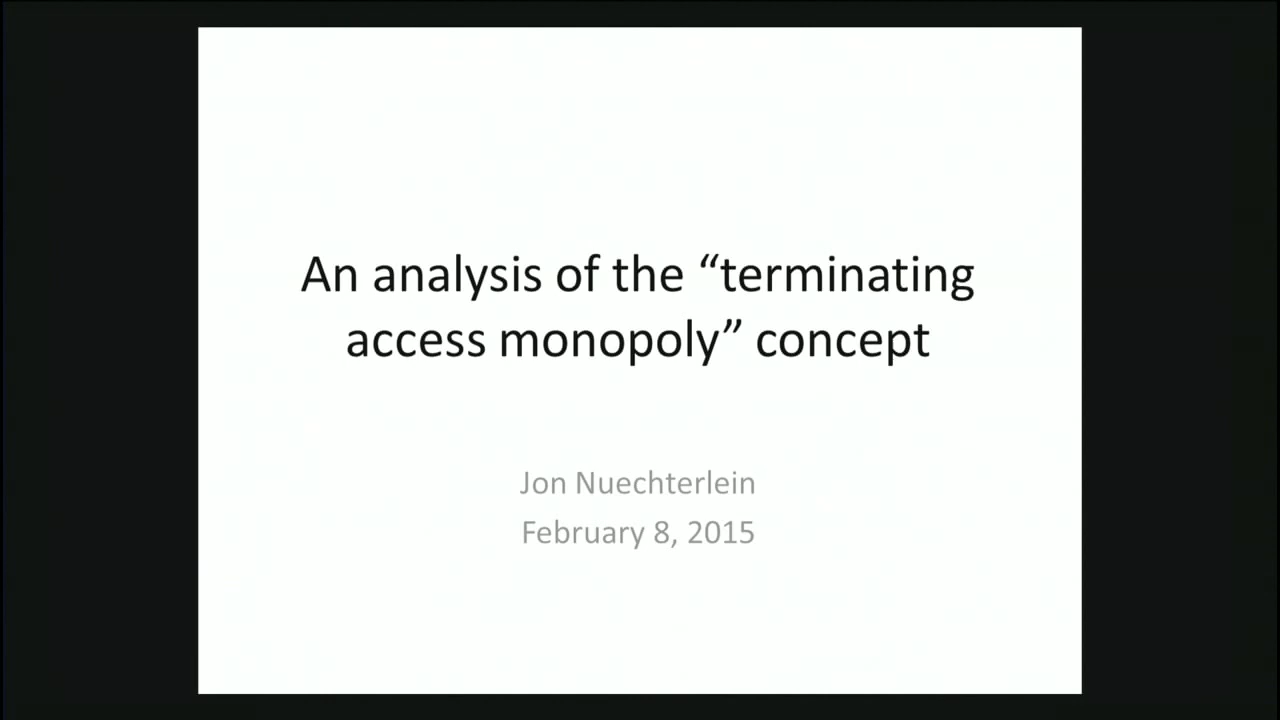 An analysis of the “terminating
access monopoly” concept
Jon Nuechterlein
February 8, 2015